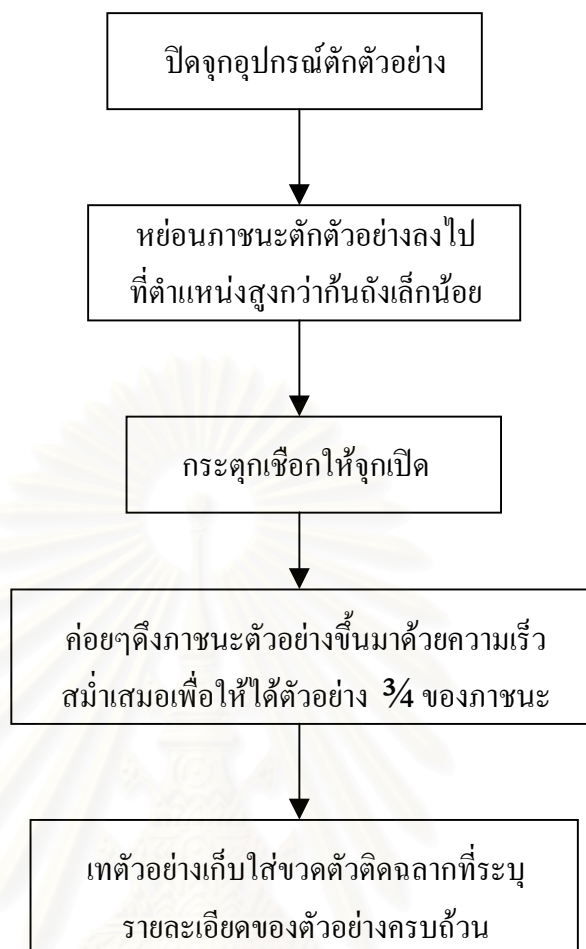 ปิดจุกอุปกรณ์ตักตัวอย่าง
หย่อนภาชนะตักตัวอย่างลงไป
ที่ตำแหน่งสูงกว่าก้นถังเล็กน้อย
กระตุกเชือกให้จุกเปิด
ค่อยๆดึงภาชนะตัวอย่างขึ้นมาด้วยความเร็ว
สม่ำเสมอเพื่อให้ได้ตัวอย่าง ¾ ของภาชนะ
เทตัวอย่างเก็บใส่ขวดตัวติดฉลากที่ระบุ
รายละเอียดของตัวอย่างครบถ้วน